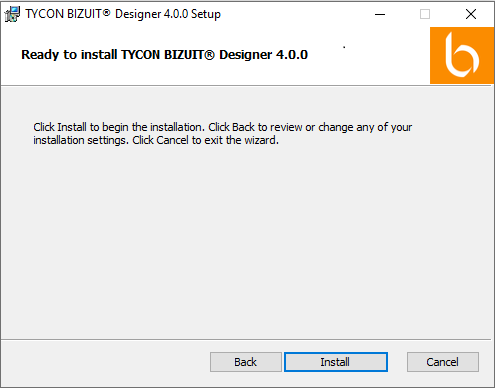 TYCON BIZUIT® Designer 4.0.0 Setup
Ready to install TYCON BIZUIT® Designer 4.0.0
Click Install to begin the installation. Click Back to review or change any of your
installation settings. Click Cancel to exit the wizard.
Back
Install
Cancel